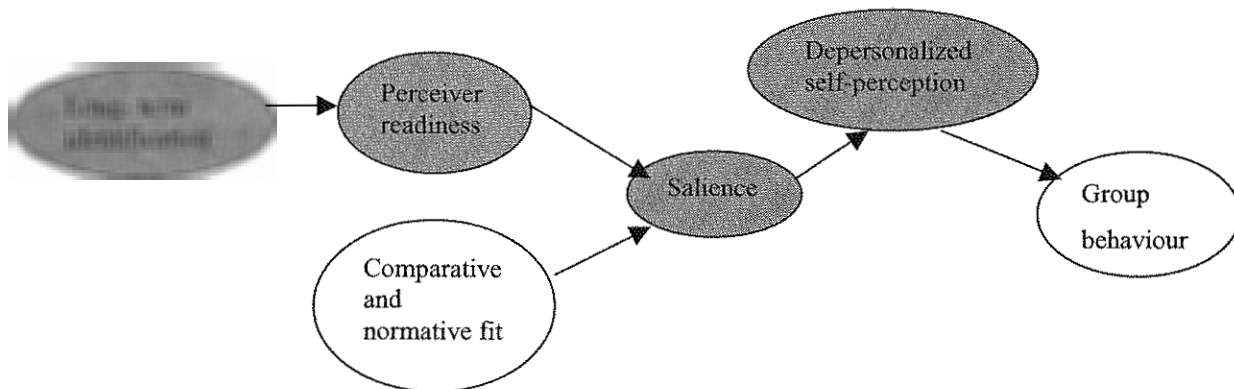 Perceiver
readiness
Comparative
and
normative fit
Salience
Depersonalized
self-perception
Group
behaviour